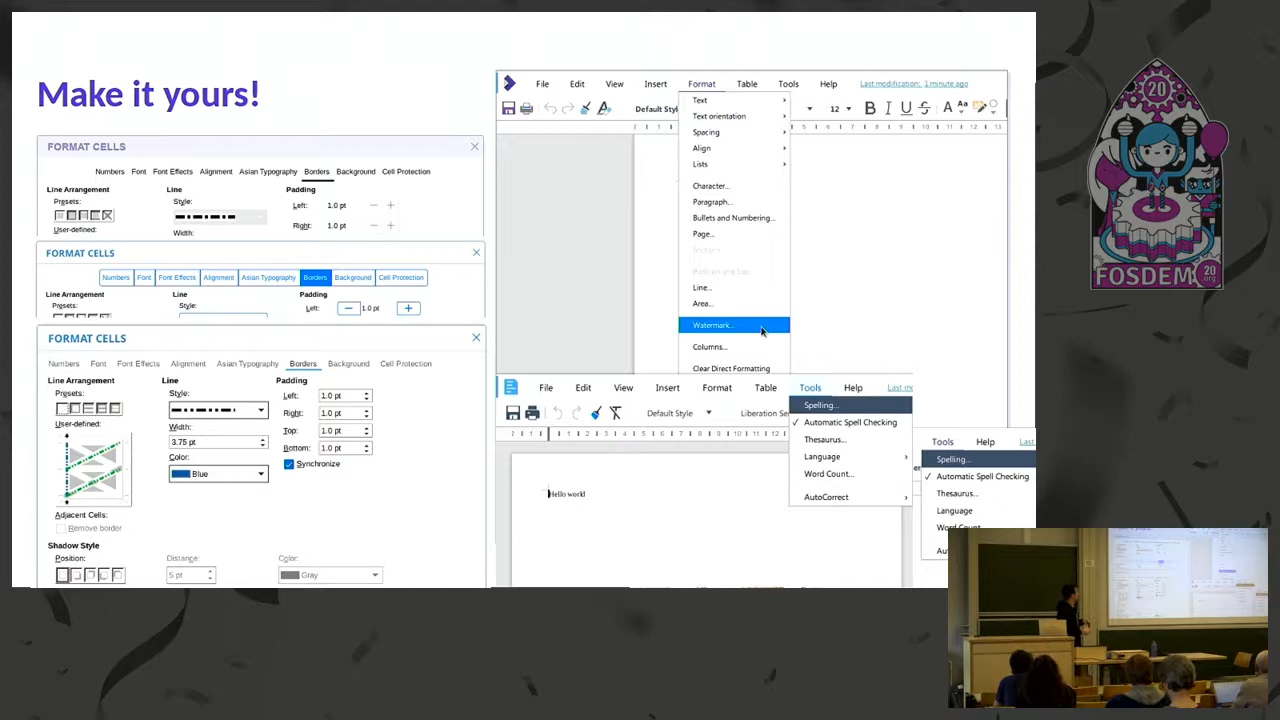 Make it yours!
FORMAT CELLS
Numbers Font Font Effects Alignment Asian Typography Borders Background Cell Protection
Line Arrangement Line Padding
Presets: Style: Left: 1.0 pt
User-defined: Width: Right: 1.0 pt
FORMAT CELLS
Numbers Font Font Effects Alignment Asian Typography Borders Background Cell Protection
Line Arrangement Line Padding
Presets: Style: Left: 1.0 pt
FORMAT CELLS
Numbers Font Font Effects Alignment Asian Typography Borders Background Cell Protection
Line Arrangement Line Padding
Presets: Style: Left: 1.0 pt
Right: 1.0 pt
User-defined: Width: Top: 1.0 pt
3.75 pt Bottom: 1.0 pt
Color: Synchronize
Blue
Adjacent Cells:
Remove border
Shadow Style
Position: Distance: Color:
5 pt Gray
File Edit View Insert Format Table Tools Help Last modification: 1 minute ago
Default Styl 12
Text
Text orientation
Spacing
Align
Lists
Character...
Paragraph...
Bullets and Numbering...
Page...
Line...
Area...
Watermark...
Columns...
Clear Direct Formatting
File Edit View Insert Format Table Tools Help Last mo
Default Style Liberation Se
Spelling...
Automatic Spell Checking
Thesaurus...
Language
Word Count...
AutoCorrect
Hello world
Tools Help Last
Spelling...
Automatic Spell Checking
Thesaurus...
Language
Word Count
Au
20
FOSDEM 20
.org